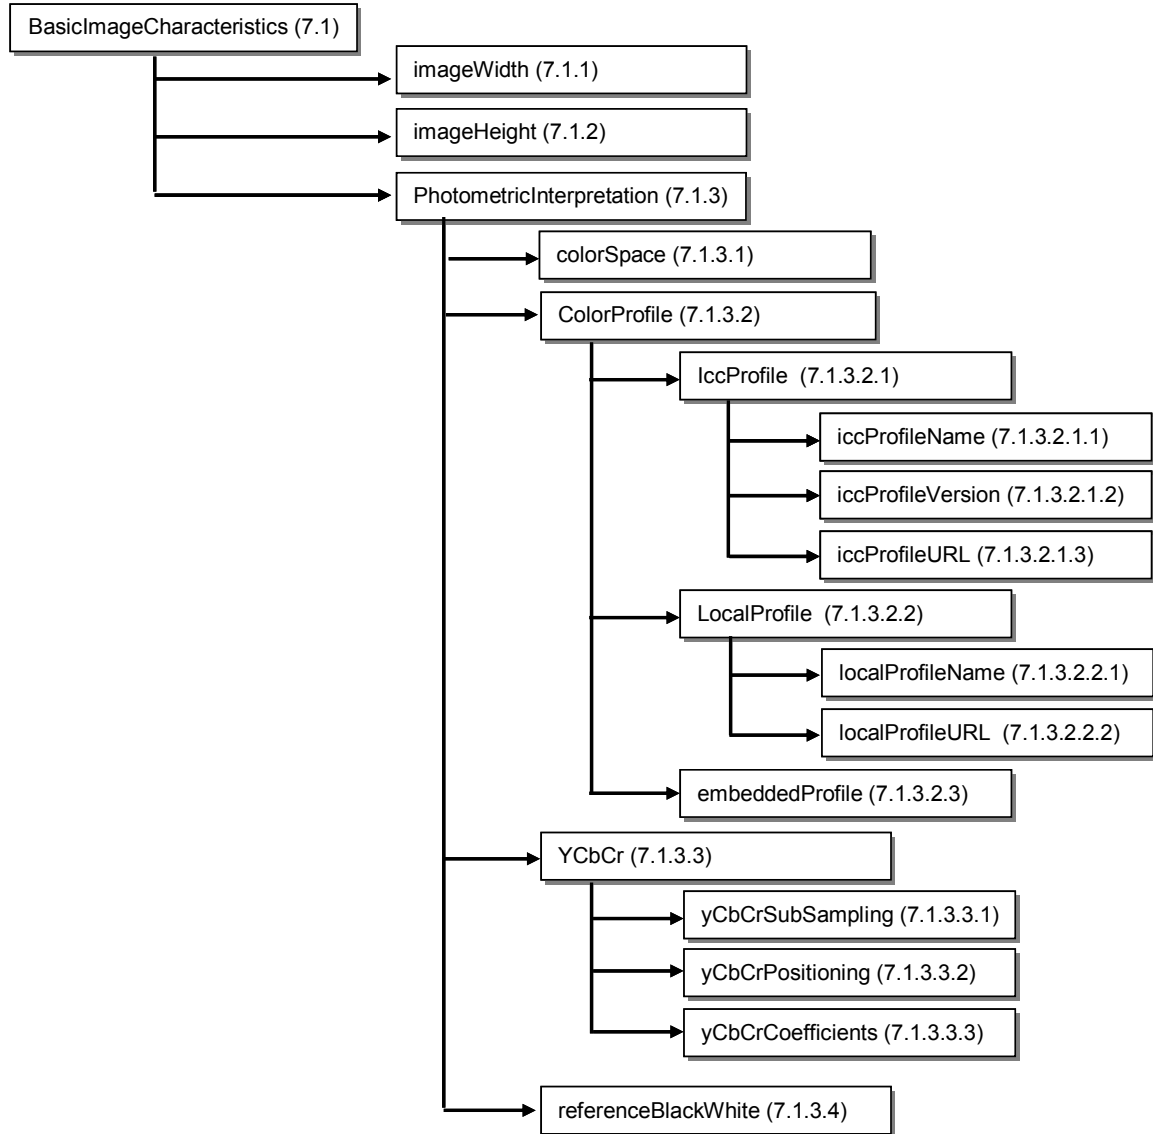 BasicImageCharacteristics (7.1)
imageWidth (7.1.1)
imageHeight (7.1.2)
PhotometricInterpretation (7.1.3)
colorSpace (7.1.3.1)
ColorProfile (7.1.3.2)
IccProfile  (7.1.3.2.1)
iccProfileName (7.1.3.2.1.1)
iccProfileVersion (7.1.3.2.1.2)
iccProfileURL (7.1.3.2.1.3)
LocalProfile  (7.1.3.2.2)
localProfileName (7.1.3.2.2.1)
localProfileURL  (7.1.3.2.2.2)
embeddedProfile (7.1.3.2.3)
YCbCr (7.1.3.3)
yCbCrSubSampling (7.1.3.3.1)
yCbCrPositioning (7.1.3.3.2)
yCbCrCoefficients (7.1.3.3.3)
referenceBlackWhite (7.1.3.4)